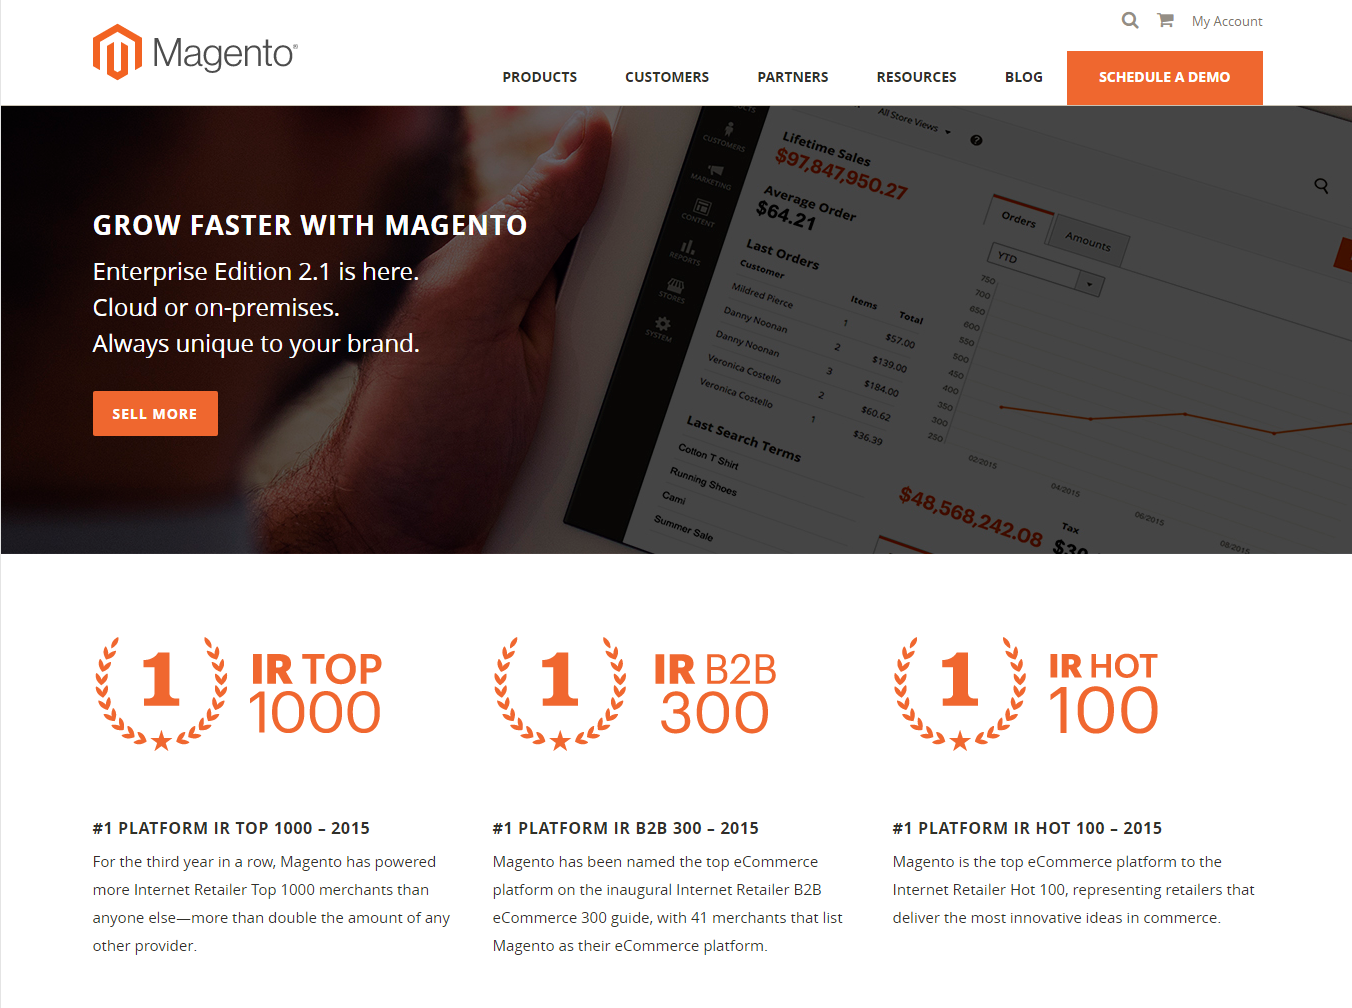 Magento®
My Account
PRODUCTS
CUSTOMERS
PARTNERS
RESOURCES
BLOG
SCHEDULE A DEMO
GROW FASTER WITH MAGENTO
Enterprise Edition 2.1 is here.
Cloud or on-premises.
Always unique to your brand.
SELL MORE
CUSTOMERS
MARKETING
CONTENT
REPORTS
STORES
SYSTEM
All Store Views
Lifetime Sales
$97,847,950.27
Average Order
$64.21
Last Orders
Customer Items Total
Mildred Pierce 1 $57.00
Danny Noonan 2 $139.00
Danny Noonan 3 $184.00
Veronica Costello 2 $60.62
Veronica Costello 1 $36.39
Last Search Terms
Cotton T Shirt
Running Shoes
Cami
Summer Sale
Orders
Amounts
YTD
750
700
650
600
550
500
450
400
350
300
250
02/2015
04/2015
06/2015
08/2015
$48,568,242.08
Tax
1 IR TOP
1000
1 IR B2B
300
1 IR HOT
100
#1 PLATFORM IR TOP 1000 – 2015
For the third year in a row, Magento has powered
more Internet Retailer Top 1000 merchants than
anyone else—more than double the amount of any
other provider.
#1 PLATFORM IR B2B 300 – 2015
Magento has been named the top eCommerce
platform on the inaugural Internet Retailer B2B
eCommerce 300 guide, with 41 merchants that list
Magento as their eCommerce platform.
#1 PLATFORM IR HOT 100 – 2015
Magento is the top eCommerce platform to the
Internet Retailer Hot 100, representing retailers that
deliver the most innovative ideas in commerce.